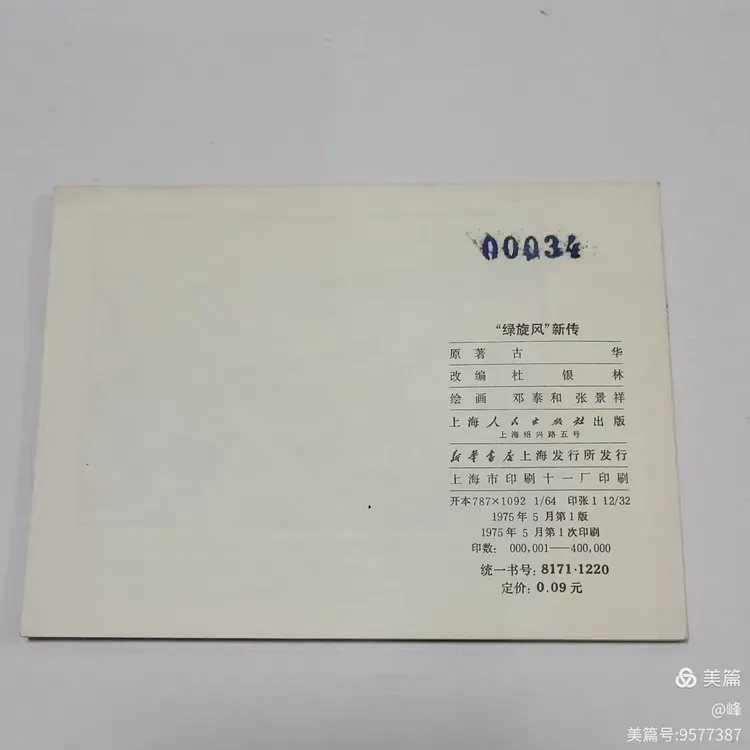 00034
“绿旋风”新传
原著 古华
改编 杜银林
绘画 邓泰和 张景祥
上海人民出版社出版
上海绍兴路五号
新华书店上海发行所发行
上海市印刷十一厂印刷
开本787×1092 1/64 印张1 12/32
1975年5月第1版
1975年5月第1次印刷
印数: 000,001—400,000
统一书号: 8171·1220
定价: 0.09元
美篇
@峰
美篇号:9577387